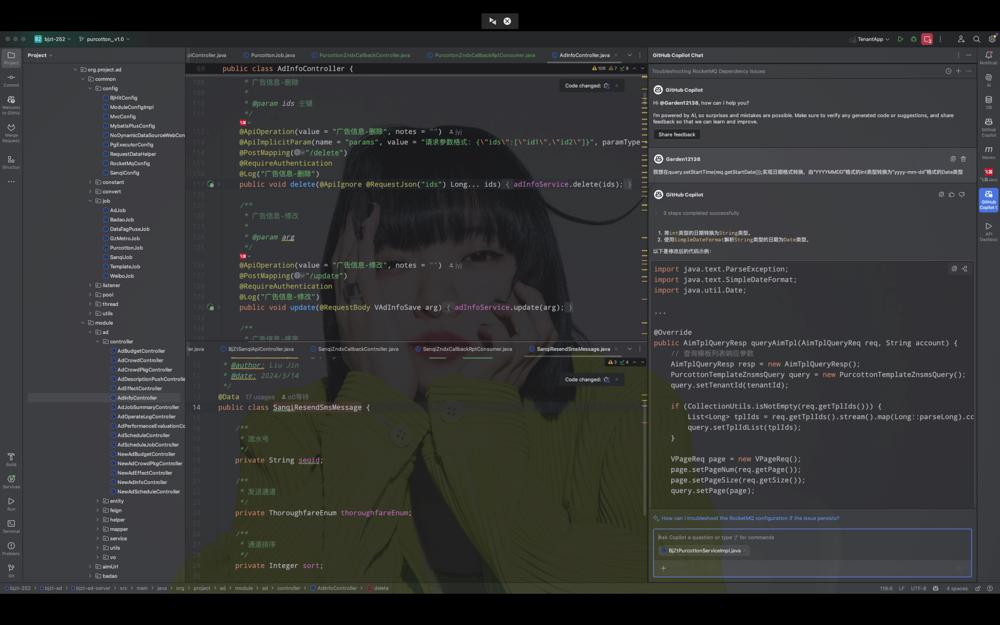 B2 bjzt-252
purcotton_v1.0
TenantApp
Project
Commit
Welcome
to GitHu
Merge
Request
Structur
Build
Services
Run
Terminal
Problem
Git
Project
org.project.ad
common
config
BjHitConfig
ModuleConfigImpl
MvcConfig
MybatisPlusConfig
NoDynamicDataSourceWebCon
PgExecutorConfig
RequestDataHelper
RocketMqConfig
SanqiConfig
constant
convert
job
AdJob
BadaoJob
DataTagPuseJob
GzMetroJob
PurcottonJob
SanqiJob
TemplateJob
WeiboJob
listener
pool
thread
utils
module
ad
controller
AdBudgetController
AdCrowdController
AdCrowdPkgController
AdDescriptionPushControlle
AdEffectController
AdInfoController
AdJobSummaryController
AdOperateLogController
AdPerformanceEvaluationCo
AdScheduleController
AdScheduleJobController
NewAdBudgetController
NewAdCrowdPkgController
NewAdEffectController
NewAdInfoController
NewAdScheduleController
entity
feign
helper
mapper
service
utils
vo
aimUrl
badao
piController.java PurcottonJob.java PurcottonZndxCallbackController.java PurcottonZndxCallbackRptConsumer.java AdInfoController.java
69 public class AdInfoController {
109 7 9
Code changed:
108 * 广告信息-删除
109 *
110 * @param ids 主键
111 */
飞算
112 @ApiOperation(value = "广告信息-删除", notes = "") jyj
113 @ApiImplicitParam(name = "params", value = "请求参数格式: {\"ids\":[\"id1\",\"id2\"]}", paramType
114 @PostMapping("/delete")
115 @RequireAuthentication
116 @Log("广告信息-删除")
117 public void delete(@ApiIgnore @RequestJson("ids") Long... ids) { adInfoService.delete(ids); }
120
121 /**
122 * 广告信息-修改
123 *
124 * @param arg
125 */
飞算
126 @ApiOperation(value = "广告信息-修改", notes = "") jyj
127 @PostMapping("/update")
128 @RequireAuthentication
129 @Log("广告信息-修改")
130 public void update(@RequestBody VAdInfoSave arg) { adInfoService.update(arg); }
133
134 /**
135 * 广告信息-提审
ler.java BjZtSanqiApiController.java SanqiZndxCallbackController.java SanqiZndxCallbackRptConsumer.java SanqiResendSmsMessage.java
3 4
Code changed:
10 * @author: Liu Jin
11 * @date: 2024/3/14
12 */
13 @Data 17 usages o0等待
14 public class SanqiResendSmsMessage {
15
16 /**
17 * 流水号
18 */
19 private String seqid;
20
21 /**
22 * 发送通道
23 */
24 private ThoroughfareEnum thoroughfareEnum;
25
26 /**
27 * 通道排序
28 */
29 private Integer sort;
30
GitHub Copilot Chat
Troubleshooting RocketMQ Dependency Issues
GitHub Copilot
Hi @Garden12138, how can I help you?
I'm powered by AI, so surprises and mistakes are possible. Make sure to verify any generated code or suggestions, and share
feedback so that we can learn and improve.
Share feedback
Garden12138
我想在query.setStartTime(req.getStartDate());实现日期格式转换，由“YYYYMMDD”格式的int类型转换为“yyyy-mm-dd”格式的Date类型
GitHub Copilot
3 steps completed successfully
1. 将int类型的日期转换为String类型。
2. 使用SimpleDateFormat解析String类型的日期为Date类型。
以下是修改后的代码示例：
import java.text.ParseException;
import java.text.SimpleDateFormat;
import java.util.Date;
...
@Override
public AimTplQueryResp queryAimTpl(AimTplQueryReq req, String account) {
// 查询模板列表响应参数
AimTplQueryResp resp = new AimTplQueryResp();
PurcottonTemplateZnsmsQuery query = new PurcottonTemplateZnsmsQuery();
query.setTenantId(tenantId);
if (CollectionUtils.isNotEmpty(req.getTplIds())) {
List<Long> tplIds = req.getTplIds().stream().map(Long::parseLong).cc
query.setTplIdList(tplIds);
}
VPageReq page = new VPageReq();
page.setPageNum(req.getPage());
page.setPageSize(req.getSize());
query.setPage(page);
How can I troubleshoot the RocketMQ configuration if the issue persists?
Ask Copilot a question or type '/' for commands
BjZtPurcottonServiceImpl.java
Notificat
AI
DB
GitHub
Copilot
Maven
飞算
飞算Java
GitHub
Copilot C
API
Dashboa
bjzt-252 > bjzt-ad > bjzt-ad-server > src > main > java > org > project > ad > module > ad > controller > AdInfoController > delete
119:6 LF UTF-8 4 spaces